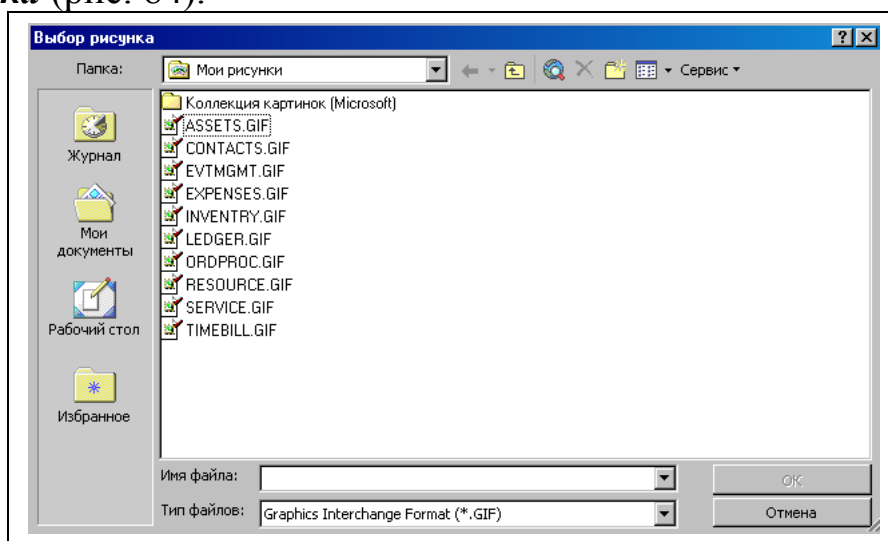 ка (рис. 84).
Выбор рисунка
Папка: Мои рисунки Сервис
Журнал
Мои документы
Рабочий стол
Избранное
Коллекция картинок (Microsoft)
ASSETS.GIF
CONTACTS.GIF
EVTMGMT.GIF
EXPENSES.GIF
INVENTRY.GIF
LEDGER.GIF
ORDPROC.GIF
RESOURCE.GIF
SERVICE.GIF
TIMEBILL.GIF
Имя файла: OK
Тип файлов: Graphics Interchange Format (*.GIF) Отмена